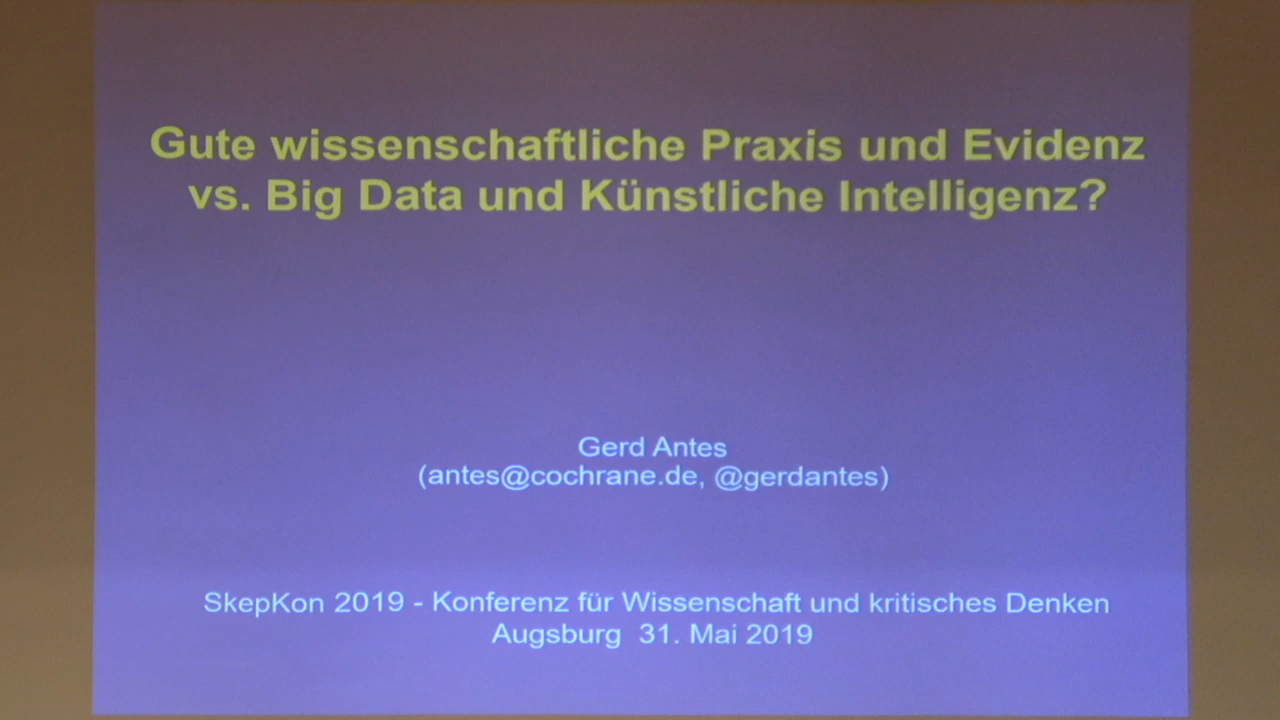 Gute wissenschaftliche Praxis und Evidenz
vs. Big Data und Künstliche Intelligenz?
Gerd Antes
(antes@cochrane.de, @gerdantes)
SkepKon 2019 - Konferenz für Wissenschaft und kritisches Denken
Augsburg 31. Mai 2019